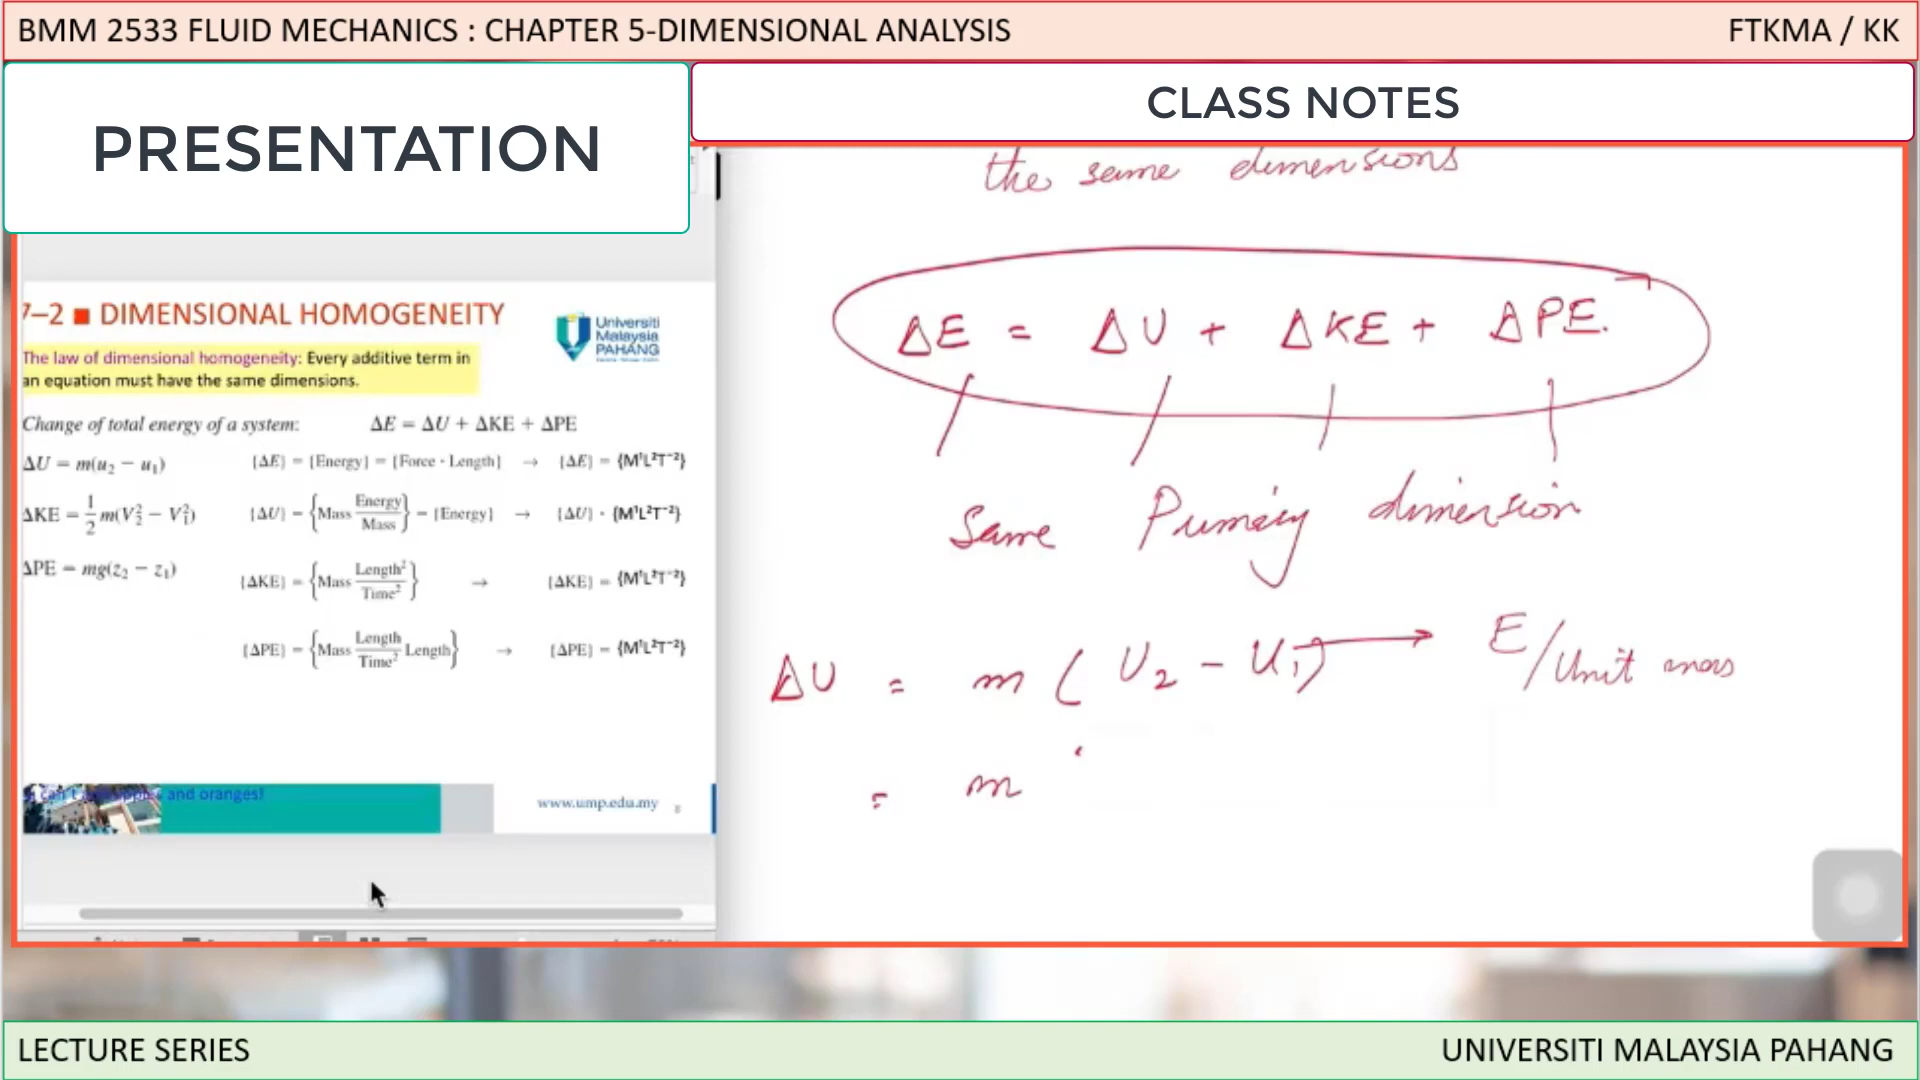 BMM 2533 FLUID MECHANICS : CHAPTER 5-DIMENSIONAL ANALYSIS
FTKMA / KK
PRESENTATION
CLASS NOTES
7–2 ■ DIMENSIONAL HOMOGENEITY
Universiti
Malaysia
PAHANG
The law of dimensional homogeneity: Every additive term in
an equation must have the same dimensions.
Change of total energy of a system: ΔE = ΔU + ΔKE + ΔPE
ΔU = m(u₂ − u₁) {ΔE} = {Energy} = {Force · Length} → {ΔE} = {M¹L²T⁻²}
ΔKE = 1/2 m(V₂² − V₁²) {ΔU} = {Mass Energy/Mass} = {Energy} → {ΔU} · {M¹L²T⁻²}
ΔPE = mg(z₂ − z₁) {ΔKE} = {Mass Length²/Time²} → {ΔKE} = {M¹L²T⁻²}
{ΔPE} = {Mass Length/Time² Length} → {ΔPE} = {M¹L²T⁻²}
and oranges!
www.ump.edu.my 8
the same dimensions
ΔE = ΔU + ΔKE + ΔPE.
Same Primary dimension
ΔU = m ( U₂ − U₁) → E/Unit mass
= m
LECTURE SERIES
UNIVERSITI MALAYSIA PAHANG